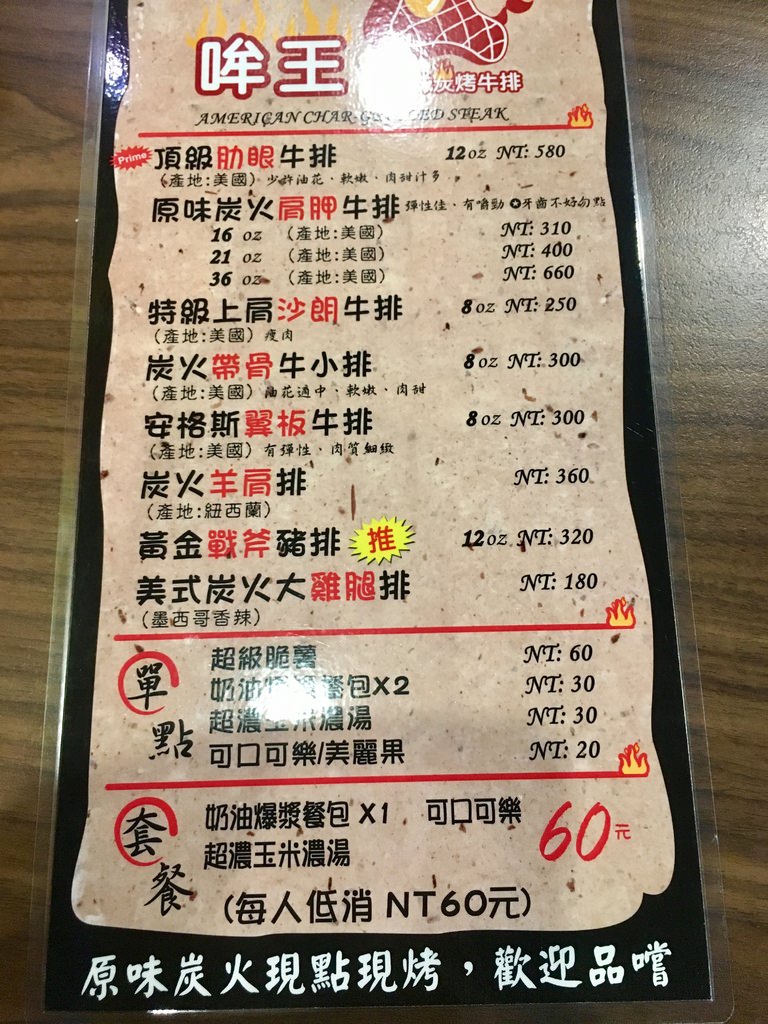 哞王 炭烤牛排
AMERICAN CHAR-GRILLED STEAK
Prime 頂級肋眼牛排 12oz NT: 580
(產地:美國) 少許油花、軟嫩、肉甜汁多
原味炭火肩胛牛排 彈性佳、有嚼勁 ✪牙齒不好勿點
16 oz (產地:美國) NT: 310
21 oz (產地:美國) NT: 400
36 oz (產地:美國) NT: 660
特級上肩沙朗牛排 8oz NT: 250
(產地:美國) 瘦肉
炭火帶骨牛小排 8oz NT: 300
(產地:美國) 油花適中、軟嫩、肉甜
安格斯翼板牛排 8oz NT: 300
(產地:美國) 有彈性、肉質細緻
炭火羊肩排 NT: 360
(產地:紐西蘭)
黃金戰斧豬排 推 12oz NT: 320
美式炭火大雞腿排 NT: 180
(墨西哥香辣)
單點
超級脆薯 NT: 60
奶油爆漿餐包X2 NT: 30
超濃玉米濃湯 NT: 30
可口可樂/美麗果 NT: 20
套餐
奶油爆漿餐包 X1 可口可樂 60元
超濃玉米濃湯
(每人低消 NT60元)
原味炭火現點現烤，歡迎品嚐